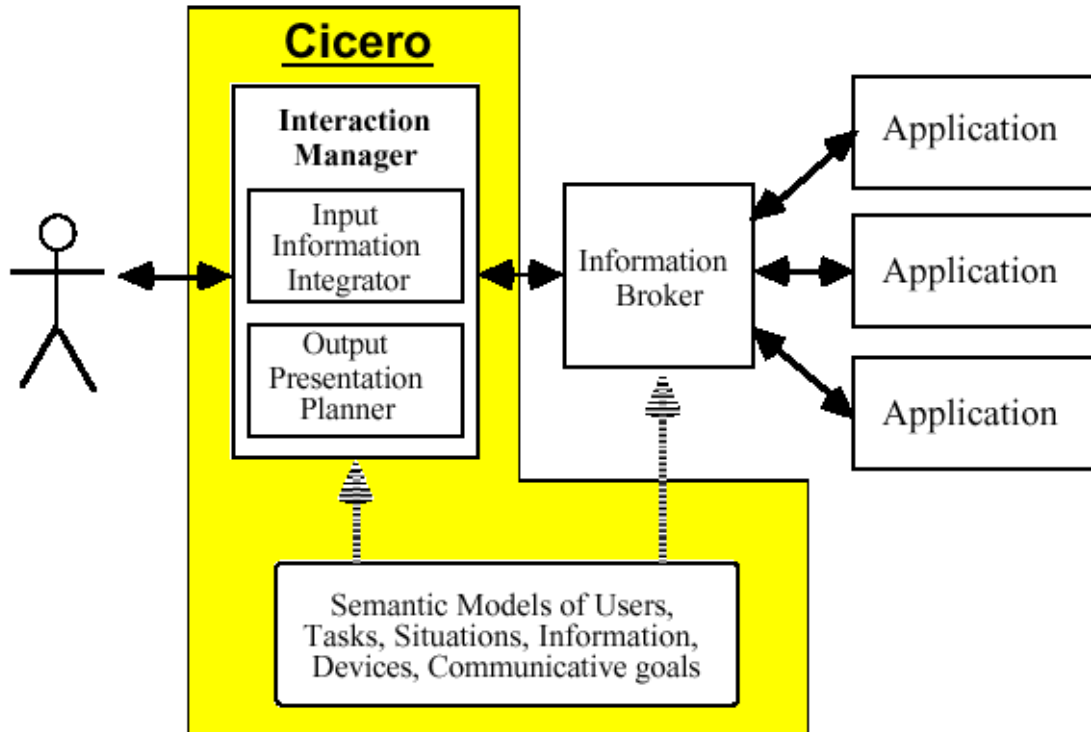 Cicero
Interaction
Manager
Input
Information
Integrator
Output
Presentation
Planner
Information
Broker
Application
Application
Application
Semantic Models of Users,
Tasks, Situations, Information,
Devices, Communicative goals